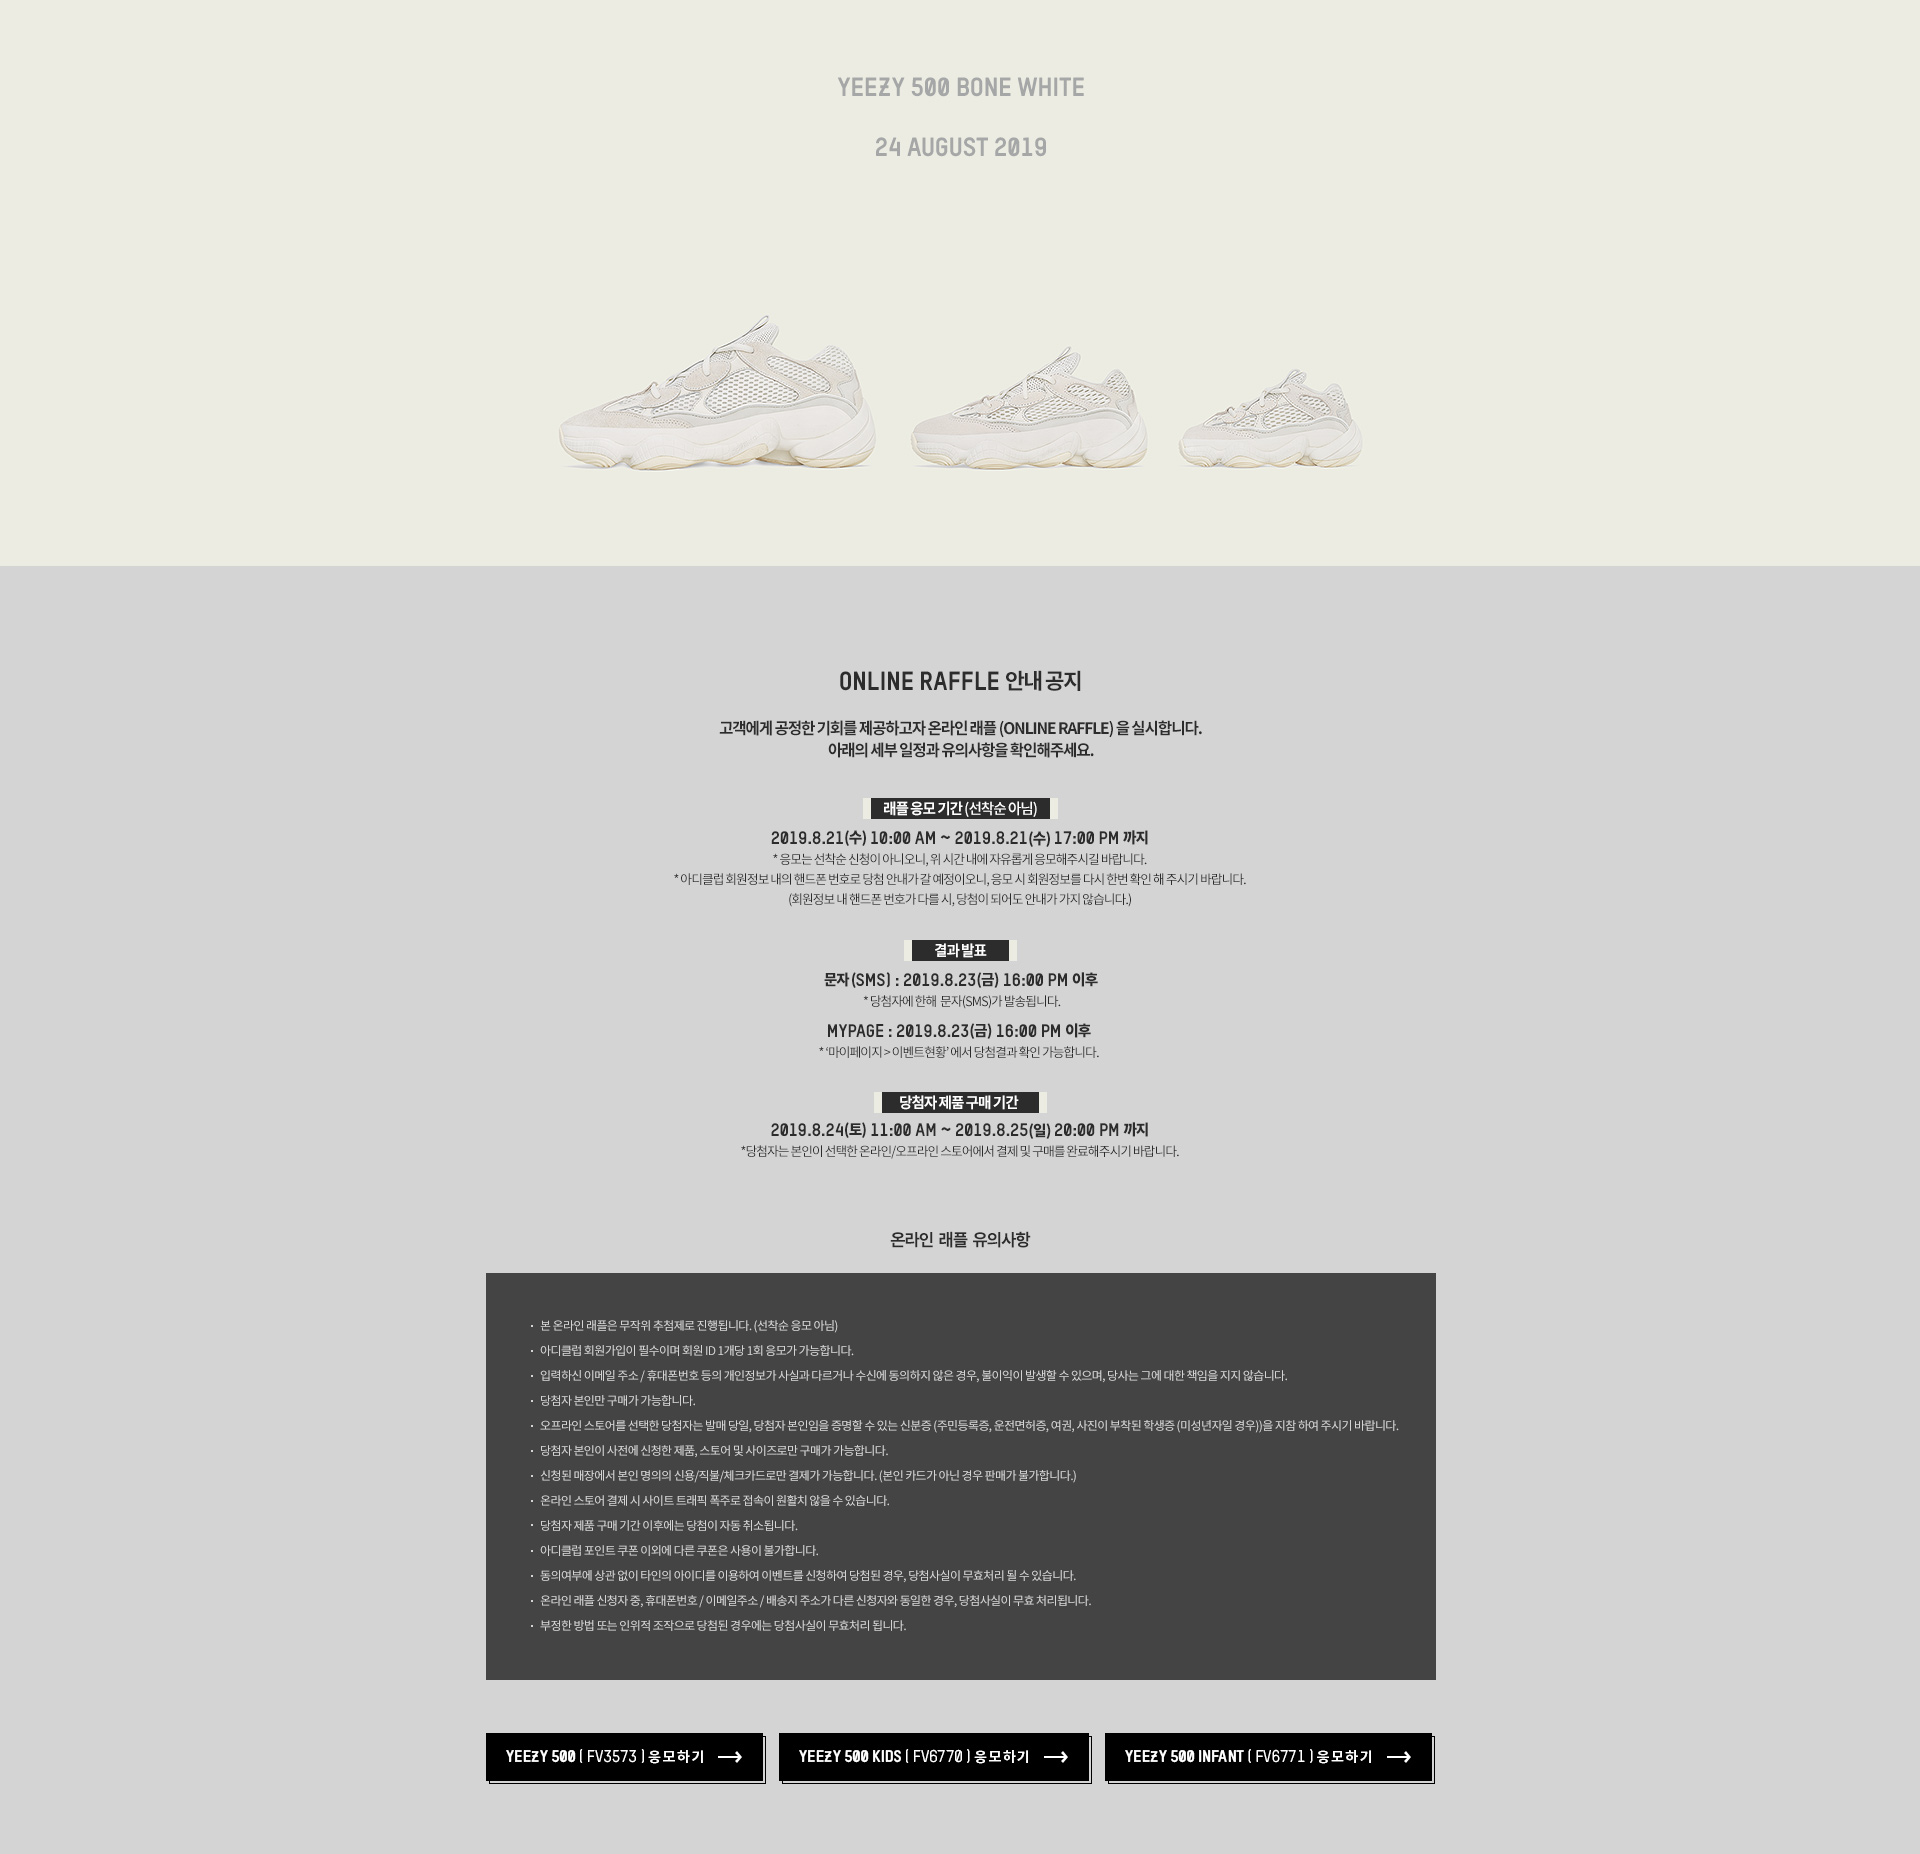 YEEZY 500 BONE WHITE
24 AUGUST 2019
ONLINE RAFFLE 안내 공지
고객에게 공정한 기회를 제공하고자 온라인 래플 (ONLINE RAFFLE) 을 실시합니다.
아래의 세부 일정과 유의사항을 확인해주세요.
래플 응모 기간 (선착순 아님)
2019.8.21(수) 10:00 AM ~ 2019.8.21(수) 17:00 PM 까지
* 응모는 선착순 신청이 아니오니, 위 시간 내에 자유롭게 응모해주시길 바랍니다.
* 아디클럽 회원정보 내의 핸드폰 번호로 당첨 안내가 갈 예정이오니, 응모 시 회원정보를 다시 한번 확인 해 주시기 바랍니다.
(회원정보 내 핸드폰 번호가 다를 시, 당첨이 되어도 안내가 가지 않습니다.)
결과 발표
문자(SMS) : 2019.8.23(금) 16:00 PM 이후
* 당첨자에 한해 문자(SMS)가 발송됩니다.
MYPAGE : 2019.8.23(금) 16:00 PM 이후
* ‘마이페이지 > 이벤트현황’ 에서 당첨결과 확인 가능합니다.
당첨자 제품 구매 기간
2019.8.24(토) 11:00 AM ~ 2019.8.25(일) 20:00 PM 까지
*당첨자는 본인이 선택한 온라인/오프라인 스토어에서 결제 및 구매를 완료해주시기 바랍니다.
온라인 래플 유의사항
· 본 온라인 래플은 무작위 추첨제로 진행됩니다. (선착순 응모 아님)
· 아디클럽 회원가입이 필수이며 회원 ID 1개당 1회 응모가 가능합니다.
· 입력하신 이메일 주소 / 휴대폰번호 등의 개인정보가 사실과 다르거나 수신에 동의하지 않은 경우, 불이익이 발생할 수 있으며, 당사는 그에 대한 책임을 지지 않습니다.
· 당첨자 본인만 구매가 가능합니다.
· 오프라인 스토어를 선택한 당첨자는 발매 당일, 당첨자 본인임을 증명할 수 있는 신분증 (주민등록증, 운전면허증, 여권, 사진이 부착된 학생증 (미성년자일 경우))을 지참 하여 주시기 바랍니다.
· 당첨자 본인이 사전에 신청한 제품, 스토어 및 사이즈로만 구매가 가능합니다.
· 신청된 매장에서 본인 명의의 신용/직불/체크카드로만 결제가 가능합니다. (본인 카드가 아닌 경우 판매가 불가합니다.)
· 온라인 스토어 결제 시 사이트 트래픽 폭주로 접속이 원활치 않을 수 있습니다.
· 당첨자 제품 구매 기간 이후에는 당첨이 자동 취소됩니다.
· 아디클럽 포인트 쿠폰 이외에 다른 쿠폰은 사용이 불가합니다.
· 동의여부에 상관 없이 타인의 아이디를 이용하여 이벤트를 신청하여 당첨된 경우, 당첨사실이 무효처리 될 수 있습니다.
· 온라인 래플 신청자 중, 휴대폰번호 / 이메일주소 / 배송지 주소가 다른 신청자와 동일한 경우, 당첨사실이 무효 처리됩니다.
· 부정한 방법 또는 인위적 조작으로 당첨된 경우에는 당첨사실이 무효처리 됩니다.
YEEZY 500 ( FV3573 ) 응모하기
YEEZY 500 KIDS ( FV6770 ) 응모하기
YEEZY 500 INFANT ( FV6771 ) 응모하기